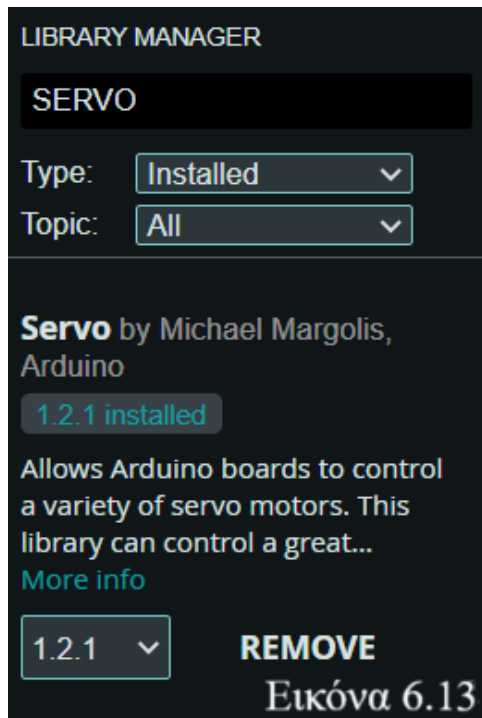 LIBRARY MANAGER
SERVO
Type: Installed
Topic: All
Servo by Michael Margolis,
Arduino
1.2.1 installed
Allows Arduino boards to control
a variety of servo motors. This
library can control a great...
More info
1.2.1 REMOVE
Εικόνα 6.13